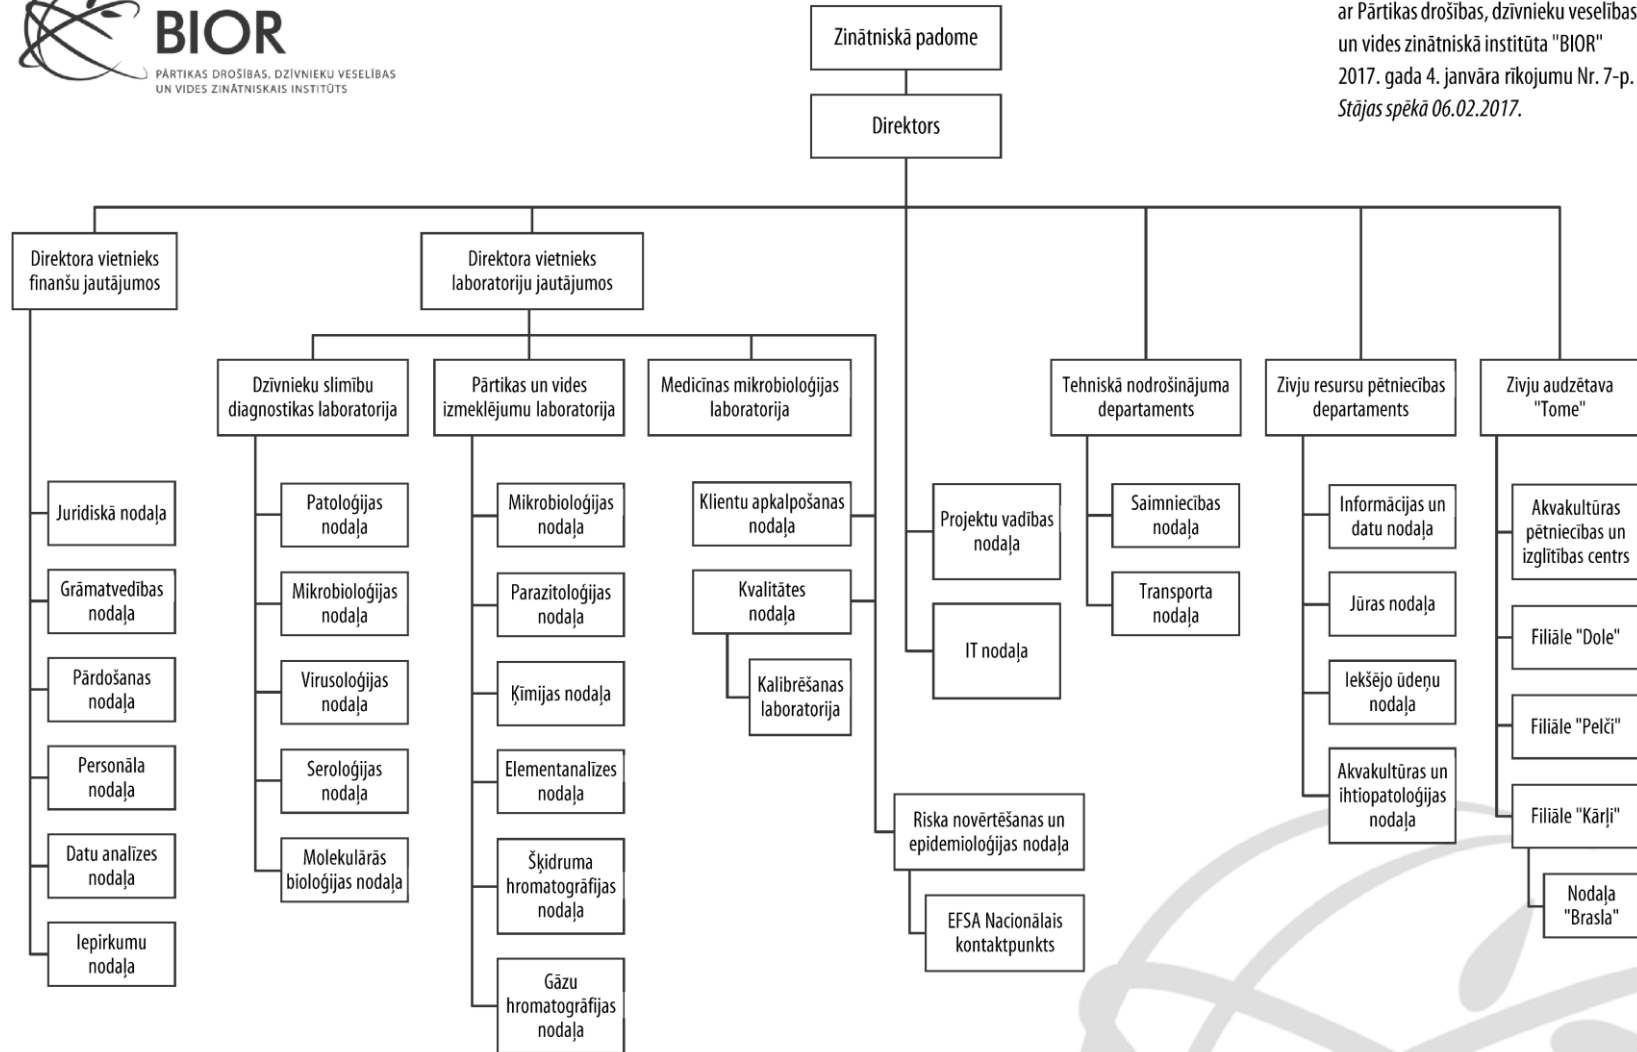 BIOR
PĀRTIKAS DROŠĪBAS, DZĪVNIEKU VESELĪBAS
UN VIDES ZINĀTNISKAIS INSTITŪTS
ar Pārtikas drošības, dzīvnieku veselības
un vides zinātniskā institūta "BIOR"
2017. gada 4. janvāra rīkojumu Nr. 7-p.
Stājas spēkā 06.02.2017.
Zinātniskā padome
Direktors
Direktora vietnieks
finanšu jautājumos
Direktora vietnieks
laboratoriju jautājumos
Dzīvnieku slimību
diagnostikas laboratorija
Pārtikas un vides
izmeklējumu laboratorija
Medicīnas mikrobioloģijas
laboratorija
Tehniskā nodrošinājuma
departaments
Zivju resursu pētniecības
departaments
Zivju audzētava
"Tome"
Juridiskā nodaļa
Grāmatvedības
nodaļa
Pārdošanas
nodaļa
Personāla
nodaļa
Datu analīzes
nodaļa
Iepirkumu
nodaļa
Patoloģijas
nodaļa
Mikrobioloģijas
nodaļa
Virusoloģijas
nodaļa
Seroloģijas
nodaļa
Molekulārās
bioloģijas nodaļa
Mikrobioloģijas
nodaļa
Parazitoloģijas
nodaļa
Ķīmijas nodaļa
Elementanalīzes
nodaļa
Šķidruma
hromatogrāfijas
nodaļa
Gāzu
hromatogrāfijas
nodaļa
Klientu apkalpošanas
nodaļa
Kvalitātes
nodaļa
Kalibrēšanas
laboratorija
Riska novērtēšanas un
epidemioloģijas nodaļa
EFSA Nacionālais
kontaktpunkts
Projektu vadības
nodaļa
IT nodaļa
Saimniecības
nodaļa
Transporta
nodaļa
Informācijas un
datu nodaļa
Jūras nodaļa
Iekšējo ūdeņu
nodaļa
Akvakultūras un
ihtiopatoloģijas
nodaļa
Akvakultūras
pētniecības un
izglītības centrs
Filiāle "Dole"
Filiāle "Pelči"
Filiāle "Kārļi"
Nodaļa
"Brasla"